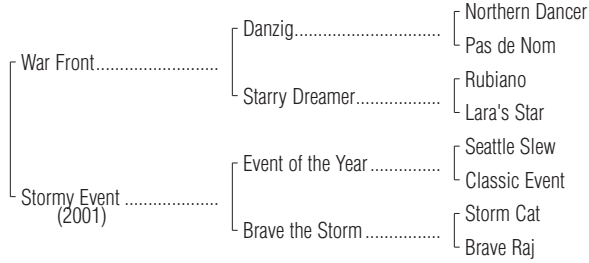 Northern Dancer
Danzig..............................
Pas de Nom
War Front.........................
Rubiano
Starry Dreamer..................
Lara's Star
Seattle Slew
Event of the Year...............
Classic Event
Stormy Event ...................
(2001)
Storm Cat
Brave the Storm................
Brave Raj